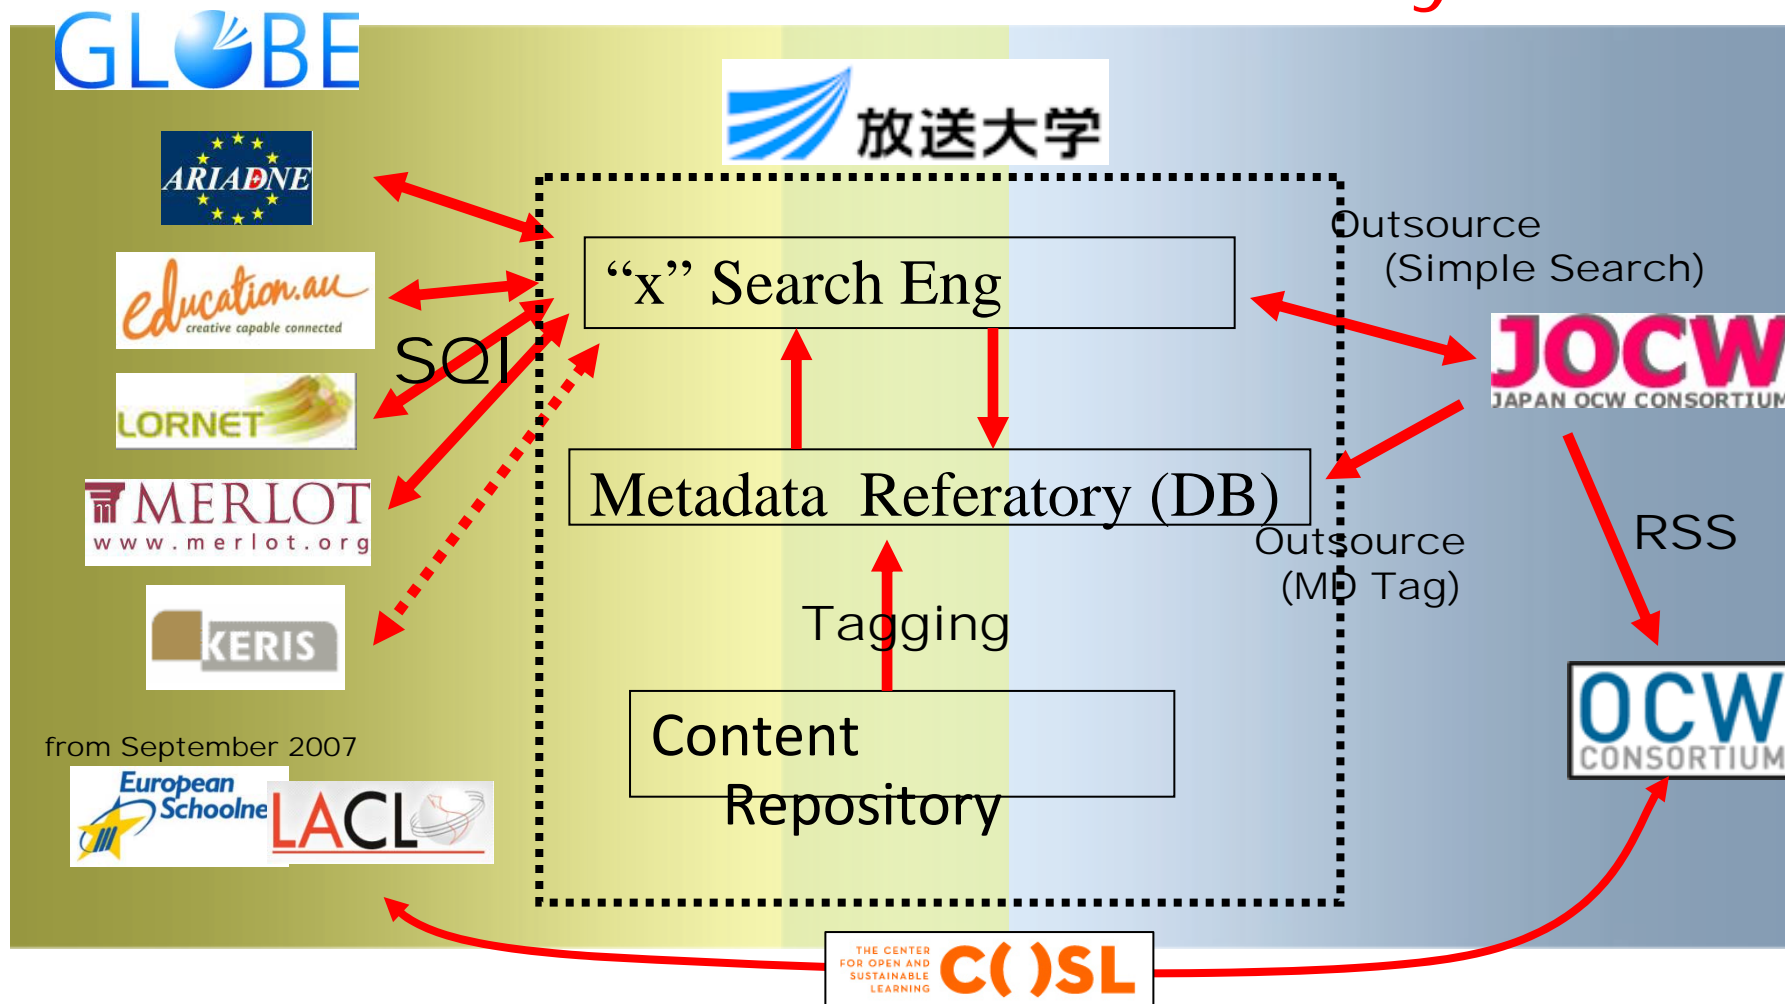 GLOBE
放送大学
ARIADNE
education.au
creative capable connected
LORNET
MERLOT
www.merlot.org
KERIS
from September 2007
European
Schoolne
LACLO
SQI
“x” Search Eng
Metadata Referatory (DB)
Tagging
Content
Repository
Outsource
(Simple Search)
JOCW
JAPAN OCW CONSORTIUM
Outsource
(MD Tag)
RSS
OCW
CONSORTIUM
THE CENTER
FOR OPEN AND
SUSTAINABLE
LEARNING
C()SL